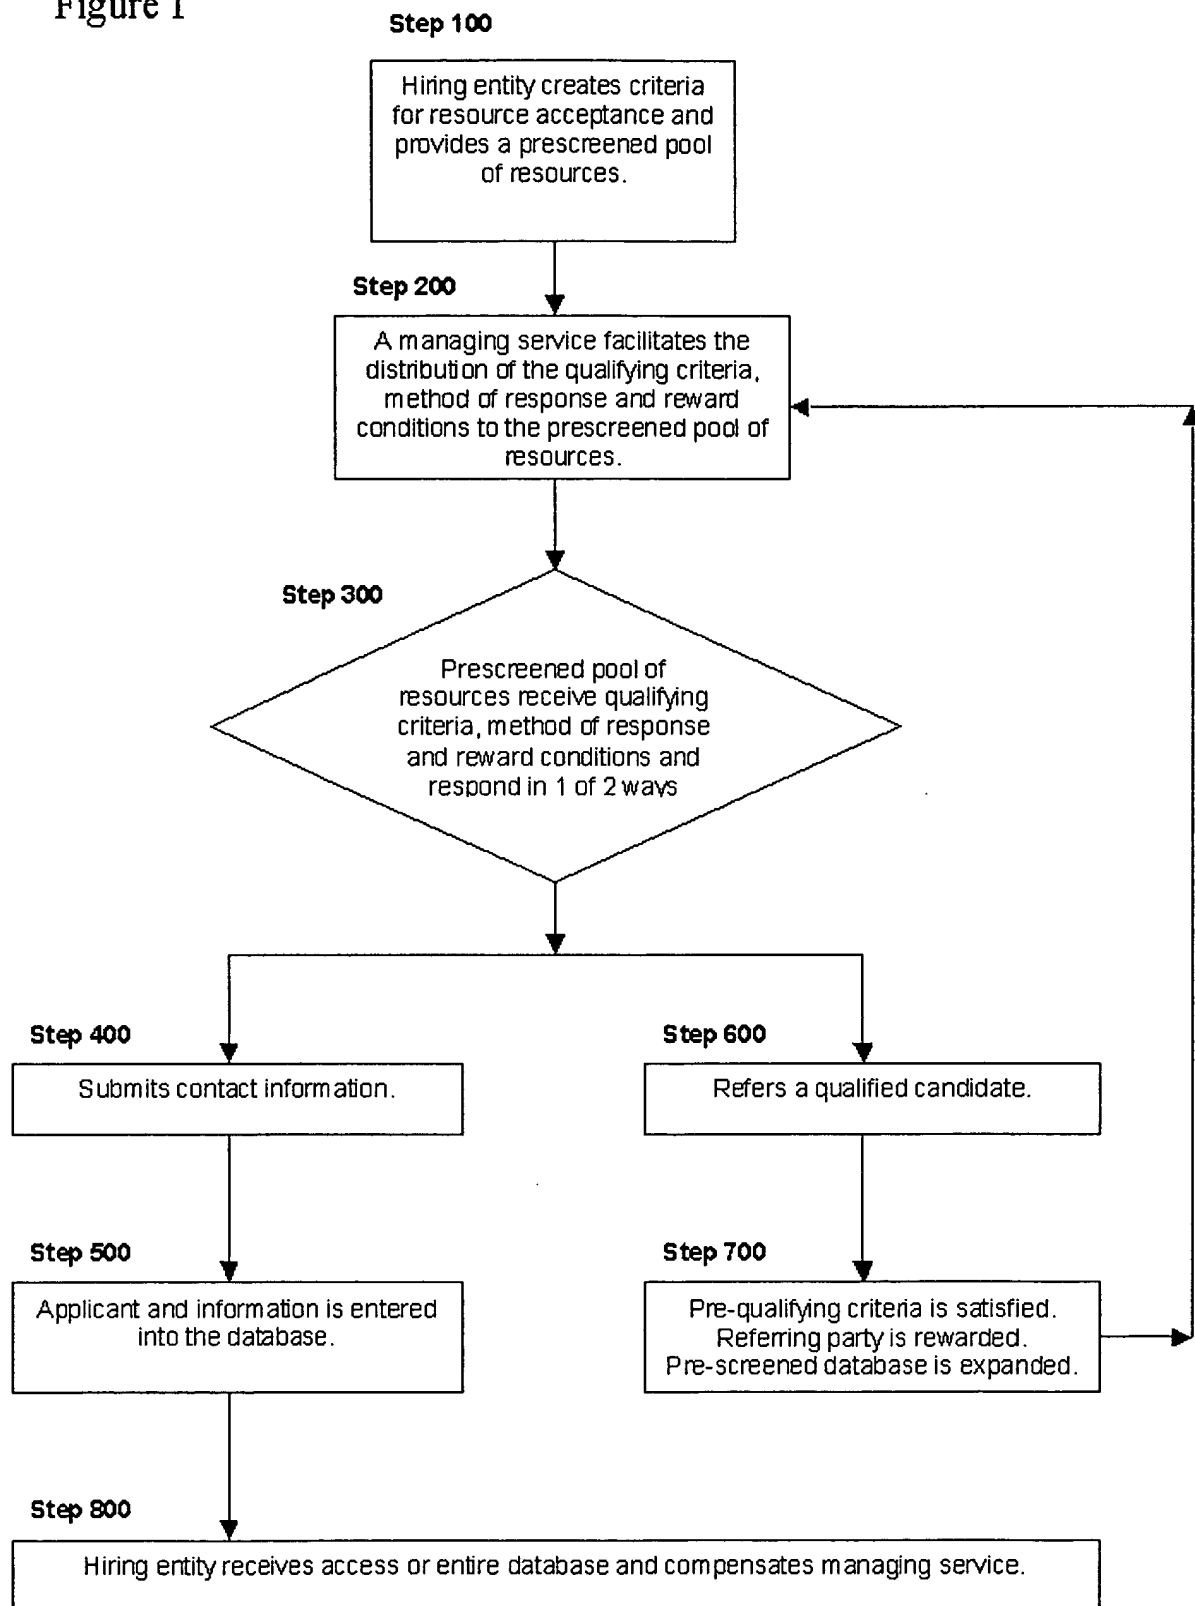 Figure 1
Step 100
Hiring entity creates criteria
for resource acceptance and
provides a prescreened pool
of resources.
Step 200
A managing service facilitates the
distribution of the qualifying criteria,
method of response and reward
conditions to the prescreened pool of
resources.
Step 300
Prescreened pool of
resources receive qualifying
criteria, method of response
and reward conditions and
respond in 1 of 2 ways
Step 400
Submits contact information.
Step 600
Refers a qualified candidate.
Step 500
Applicant and information is entered
into the database.
Step 700
Pre-qualifying criteria is satisfied.
Referring party is rewarded.
Pre-screened database is expanded.
Step 800
Hiring entity receives access or entire database and compensates managing service.